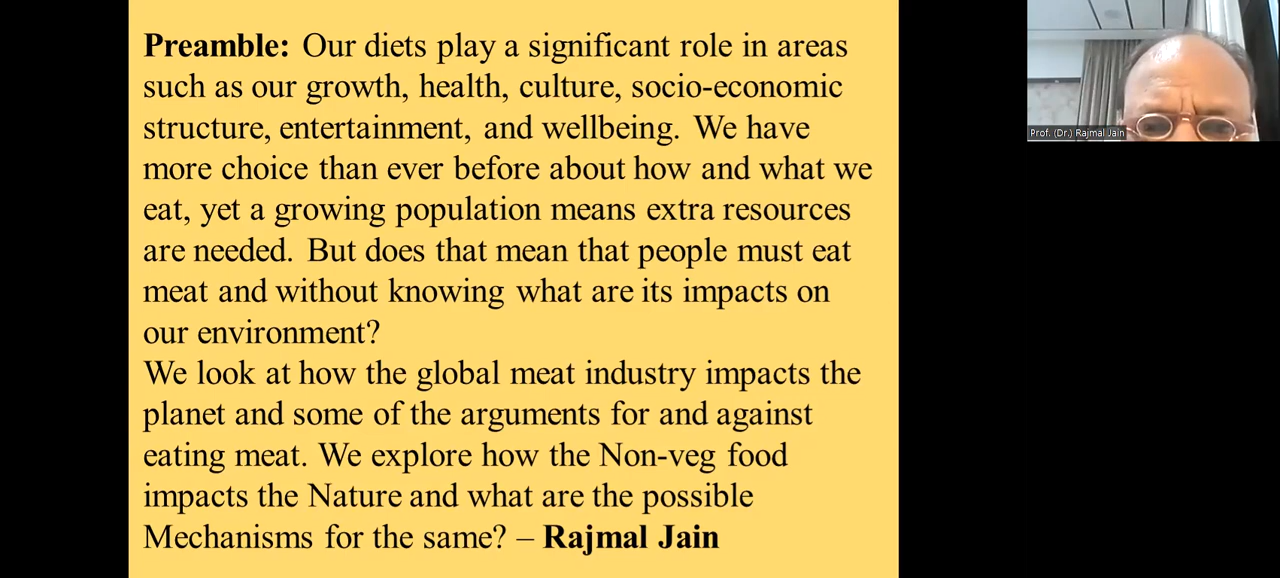 Preamble: Our diets play a significant role in areas
such as our growth, health, culture, socio-economic
structure, entertainment, and wellbeing. We have
more choice than ever before about how and what we
eat, yet a growing population means extra resources
are needed. But does that mean that people must eat
meat and without knowing what are its impacts on
our environment?
We look at how the global meat industry impacts the
planet and some of the arguments for and against
eating meat. We explore how the Non-veg food
impacts the Nature and what are the possible
Mechanisms for the same? – Rajmal Jain
Prof. (Dr.) Rajmal Jain